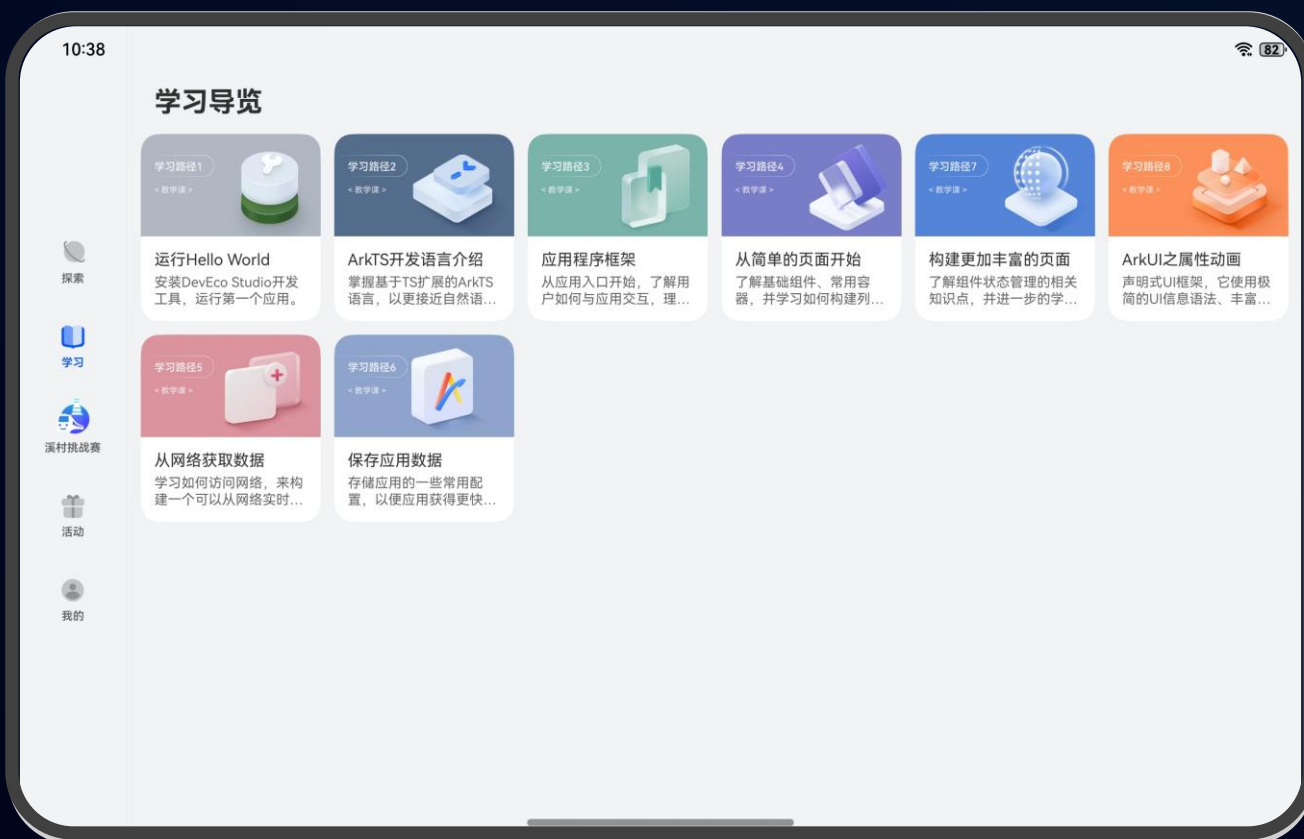 10:38
82
学习导览
学习路径1
<教学课>
运行Hello World
安装DevEco Studio开发
工具，运行第一个应用。
学习路径2
<教学课>
ArkTS开发语言介绍
掌握基于TS扩展的ArkTS
语言，以更接近自然语...
学习路径3
<教学课>
应用程序框架
从应用入口开始，了解用
户如何与应用交互，理...
学习路径4
<教学课>
从简单的页面开始
了解基础组件、常用容
器，并学习如何构建列...
学习路径7
<教学课>
构建更加丰富的页面
了解组件状态管理的相关
知识点，并进一步的学...
学习路径8
<教学课>
ArkUI之属性动画
声明式UI框架，它使用极
简的UI信息语法、丰富...
学习路径5
<教学课>
从网络获取数据
学习如何访问网络，来构
建一个可以从网络实时...
学习路径6
<教学课>
保存应用数据
存储应用的一些常用配
置，以便应用获得更快...
探索
学习
溪村挑战赛
活动
我的